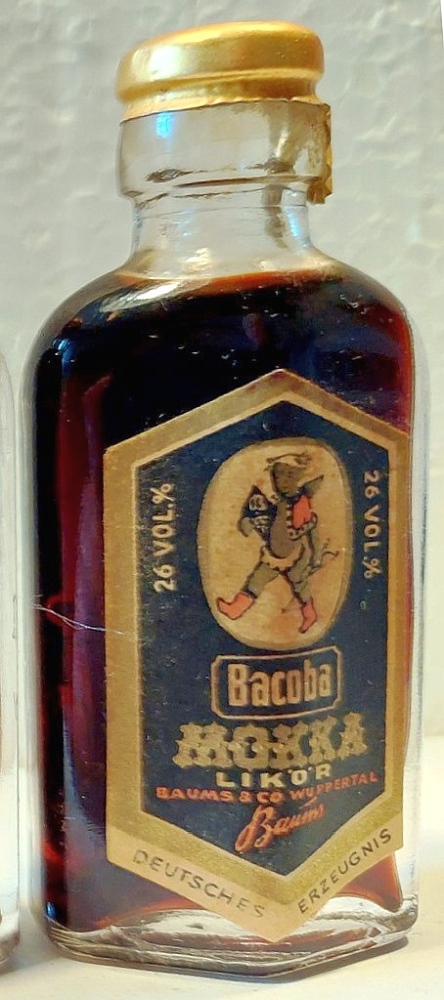 26 VOL.%
26 VOL.%
Bacoba
MOKKA
LIKÖR
BAUMS & CO WUPPERTAL
Baums
DEUTSCHES ERZEUGNIS